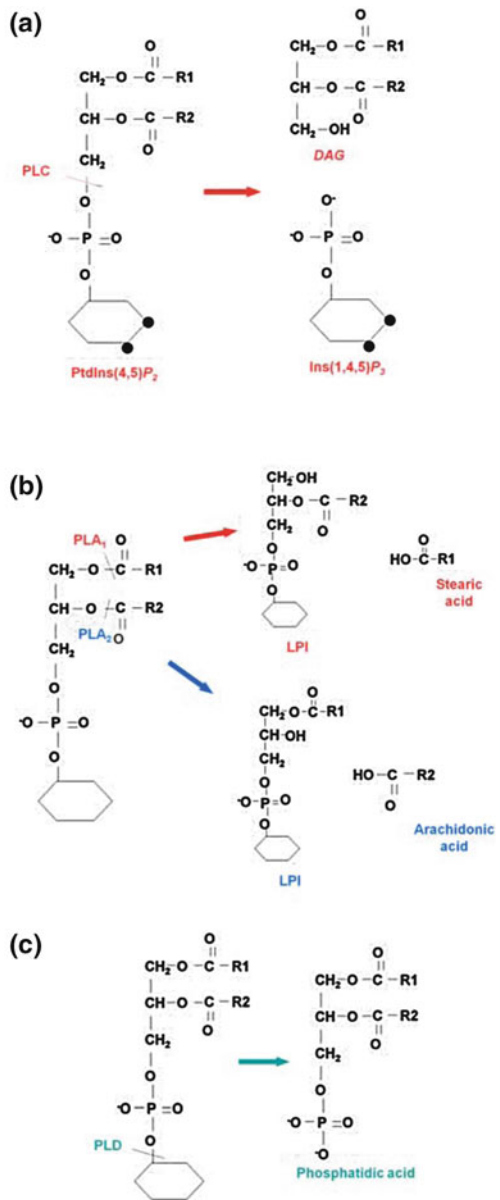 (a)
O
CH2–O–C–R1
CH–O–C–R2
O
CH2
PLC
O
-O–P=O
O
PtdIns(4,5)P2
O
CH2–O–C–R1
CH–O–C–R2
O
CH2–OH
DAG
O-
-O–P=O
O
Ins(1,4,5)P3
(b)
PLA1
O
CH2–O–C–R1
CH–O–C–R2
PLA2
O
CH2
O
-O–P=O
O
CH2–OH
CH–O–C–R2
O
CH2
O
-O–P=O
O
LPI
O
HO–C–R1
Stearic
acid
O
CH2–O–C–R1
CH–OH
CH2
O
-O–P=O
O
LPI
HO–C–R2
O
Arachidonic
acid
(c)
O
CH2–O–C–R1
CH–O–C–R2
O
CH2
O
-O–P=O
O
PLD
O
CH2–O–C–R1
CH–O–C–R2
O
CH2
O
-O–P=O
-O
Phosphatidic acid